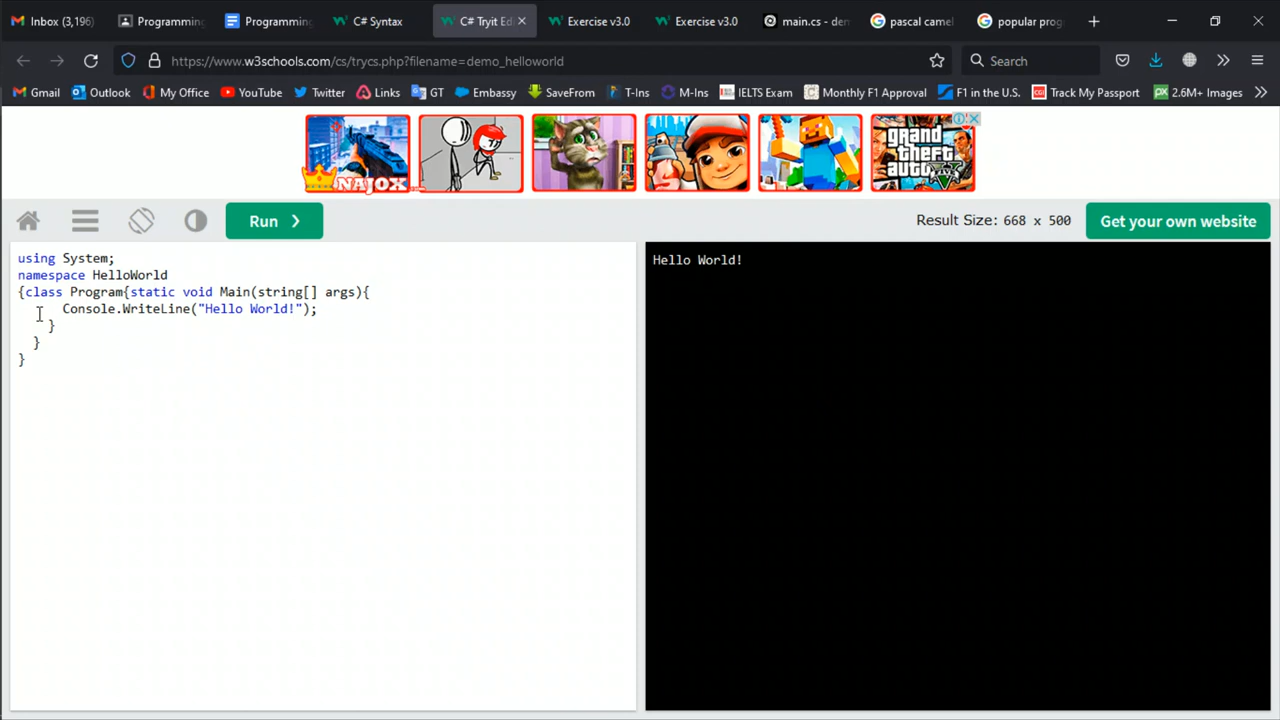 Inbox (3,196)
Programming
Programming
C# Syntax
C# Tryit Ed
Exercise v3.0
Exercise v3.0
main.cs - den
pascal camel
popular prog
https://www.w3schools.com/cs/trycs.php?filename=demo_helloworld
Search
Gmail
Outlook
My Office
YouTube
Twitter
Links
GT
Embassy
SaveFrom
T-Ins
M-Ins
IELTS Exam
Monthly F1 Approval
F1 in the U.S.
Track My Passport
2.6M+ Images
NAJOX.com
grand
theft
auto V
Run
Result Size: 668 x 500
Get your own website
using System;
namespace HelloWorld
{class Program{static void Main(string[] args){
Console.WriteLine("Hello World!");
}
}
}
Hello World!